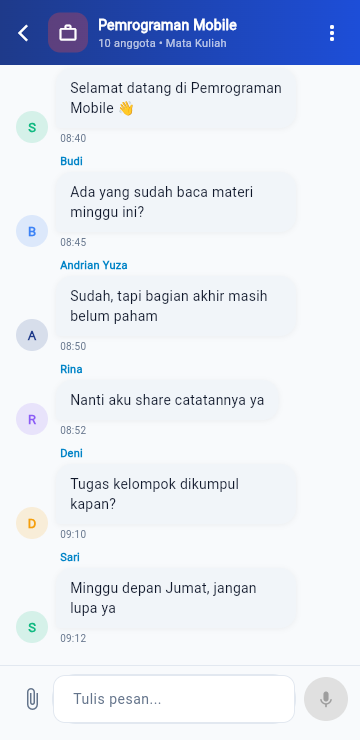 Pemrograman Mobile
10 anggota • Mata Kuliah
Selamat datang di Pemrograman
Mobile 👋
S
08:40
Budi
Ada yang sudah baca materi
minggu ini?
B
08:45
Andrian Yuza
Sudah, tapi bagian akhir masih
belum paham
A
08:50
Rina
Nanti aku share catatannya ya
R
08:52
Deni
Tugas kelompok dikumpul
kapan?
D
09:10
Sari
Minggu depan Jumat, jangan
lupa ya
S
09:12
Tulis pesan...